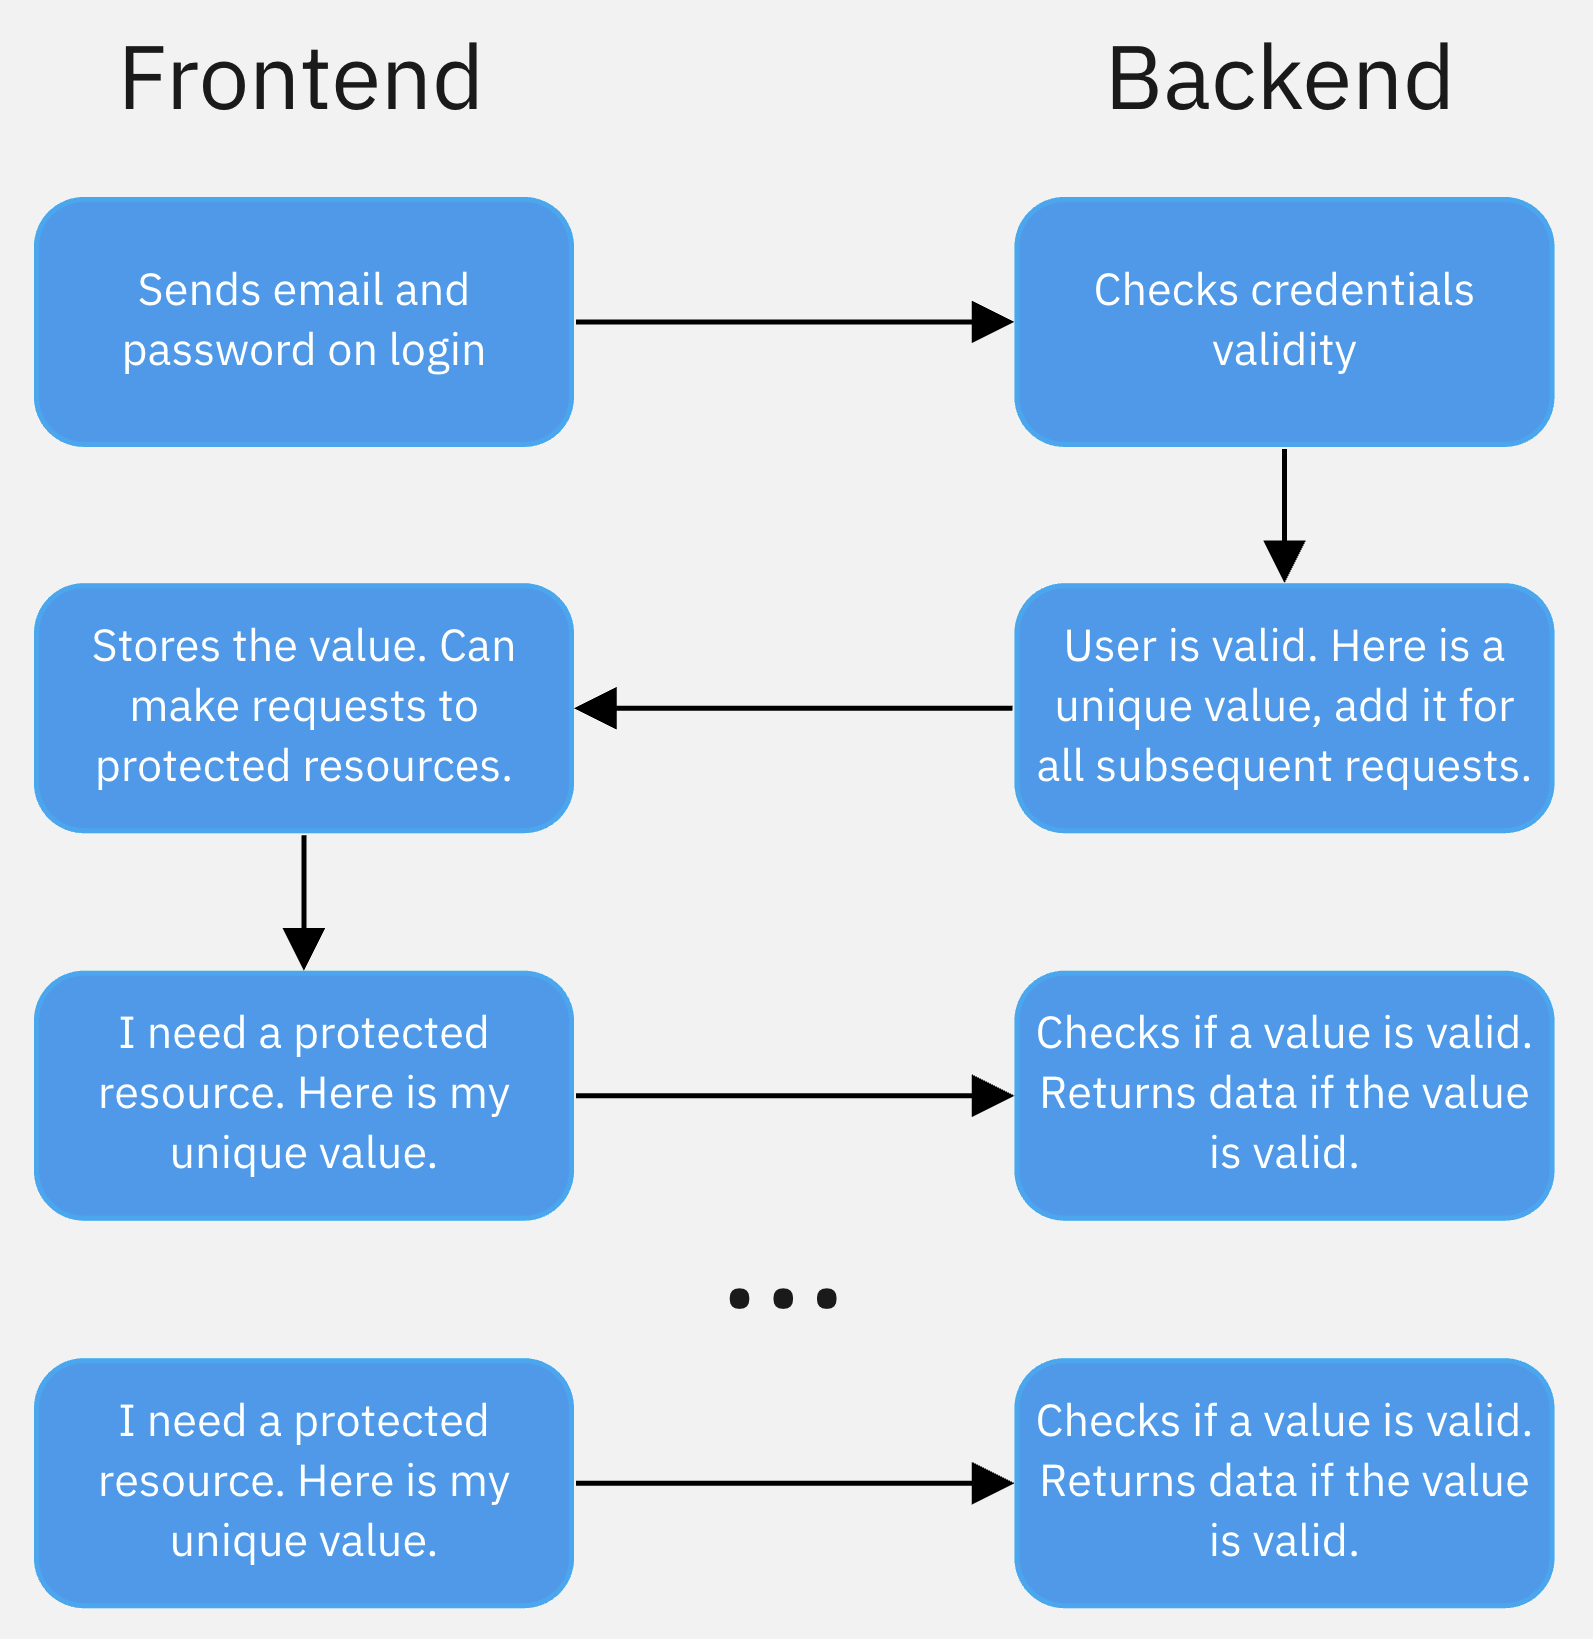 Frontend
Backend
Sends email and
password on login
Checks credentials
validity
User is valid. Here is a
unique value, add it for
all subsequent requests.
Stores the value. Can
make requests to
protected resources.
I need a protected
resource. Here is my
unique value.
Checks if a value is valid.
Returns data if the value
is valid.
...
I need a protected
resource. Here is my
unique value.
Checks if a value is valid.
Returns data if the value
is valid.